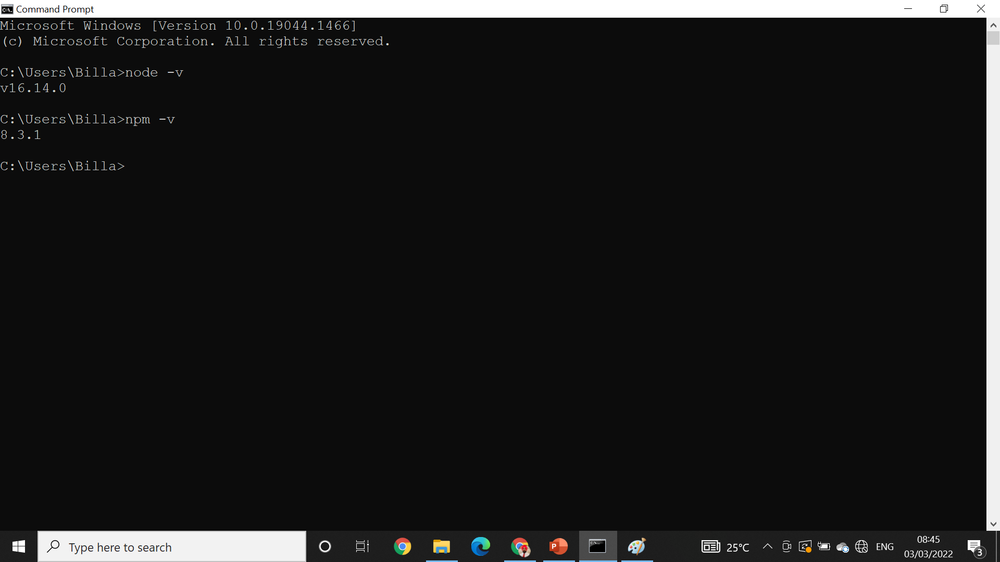 Command Prompt
Microsoft Windows [Version 10.0.19044.1466]
(c) Microsoft Corporation. All rights reserved.
C:\Users\Billa>node -v
v16.14.0
C:\Users\Billa>npm -v
8.3.1
C:\Users\Billa>
Type here to search
25°C
ENG
08:45
03/03/2022
3